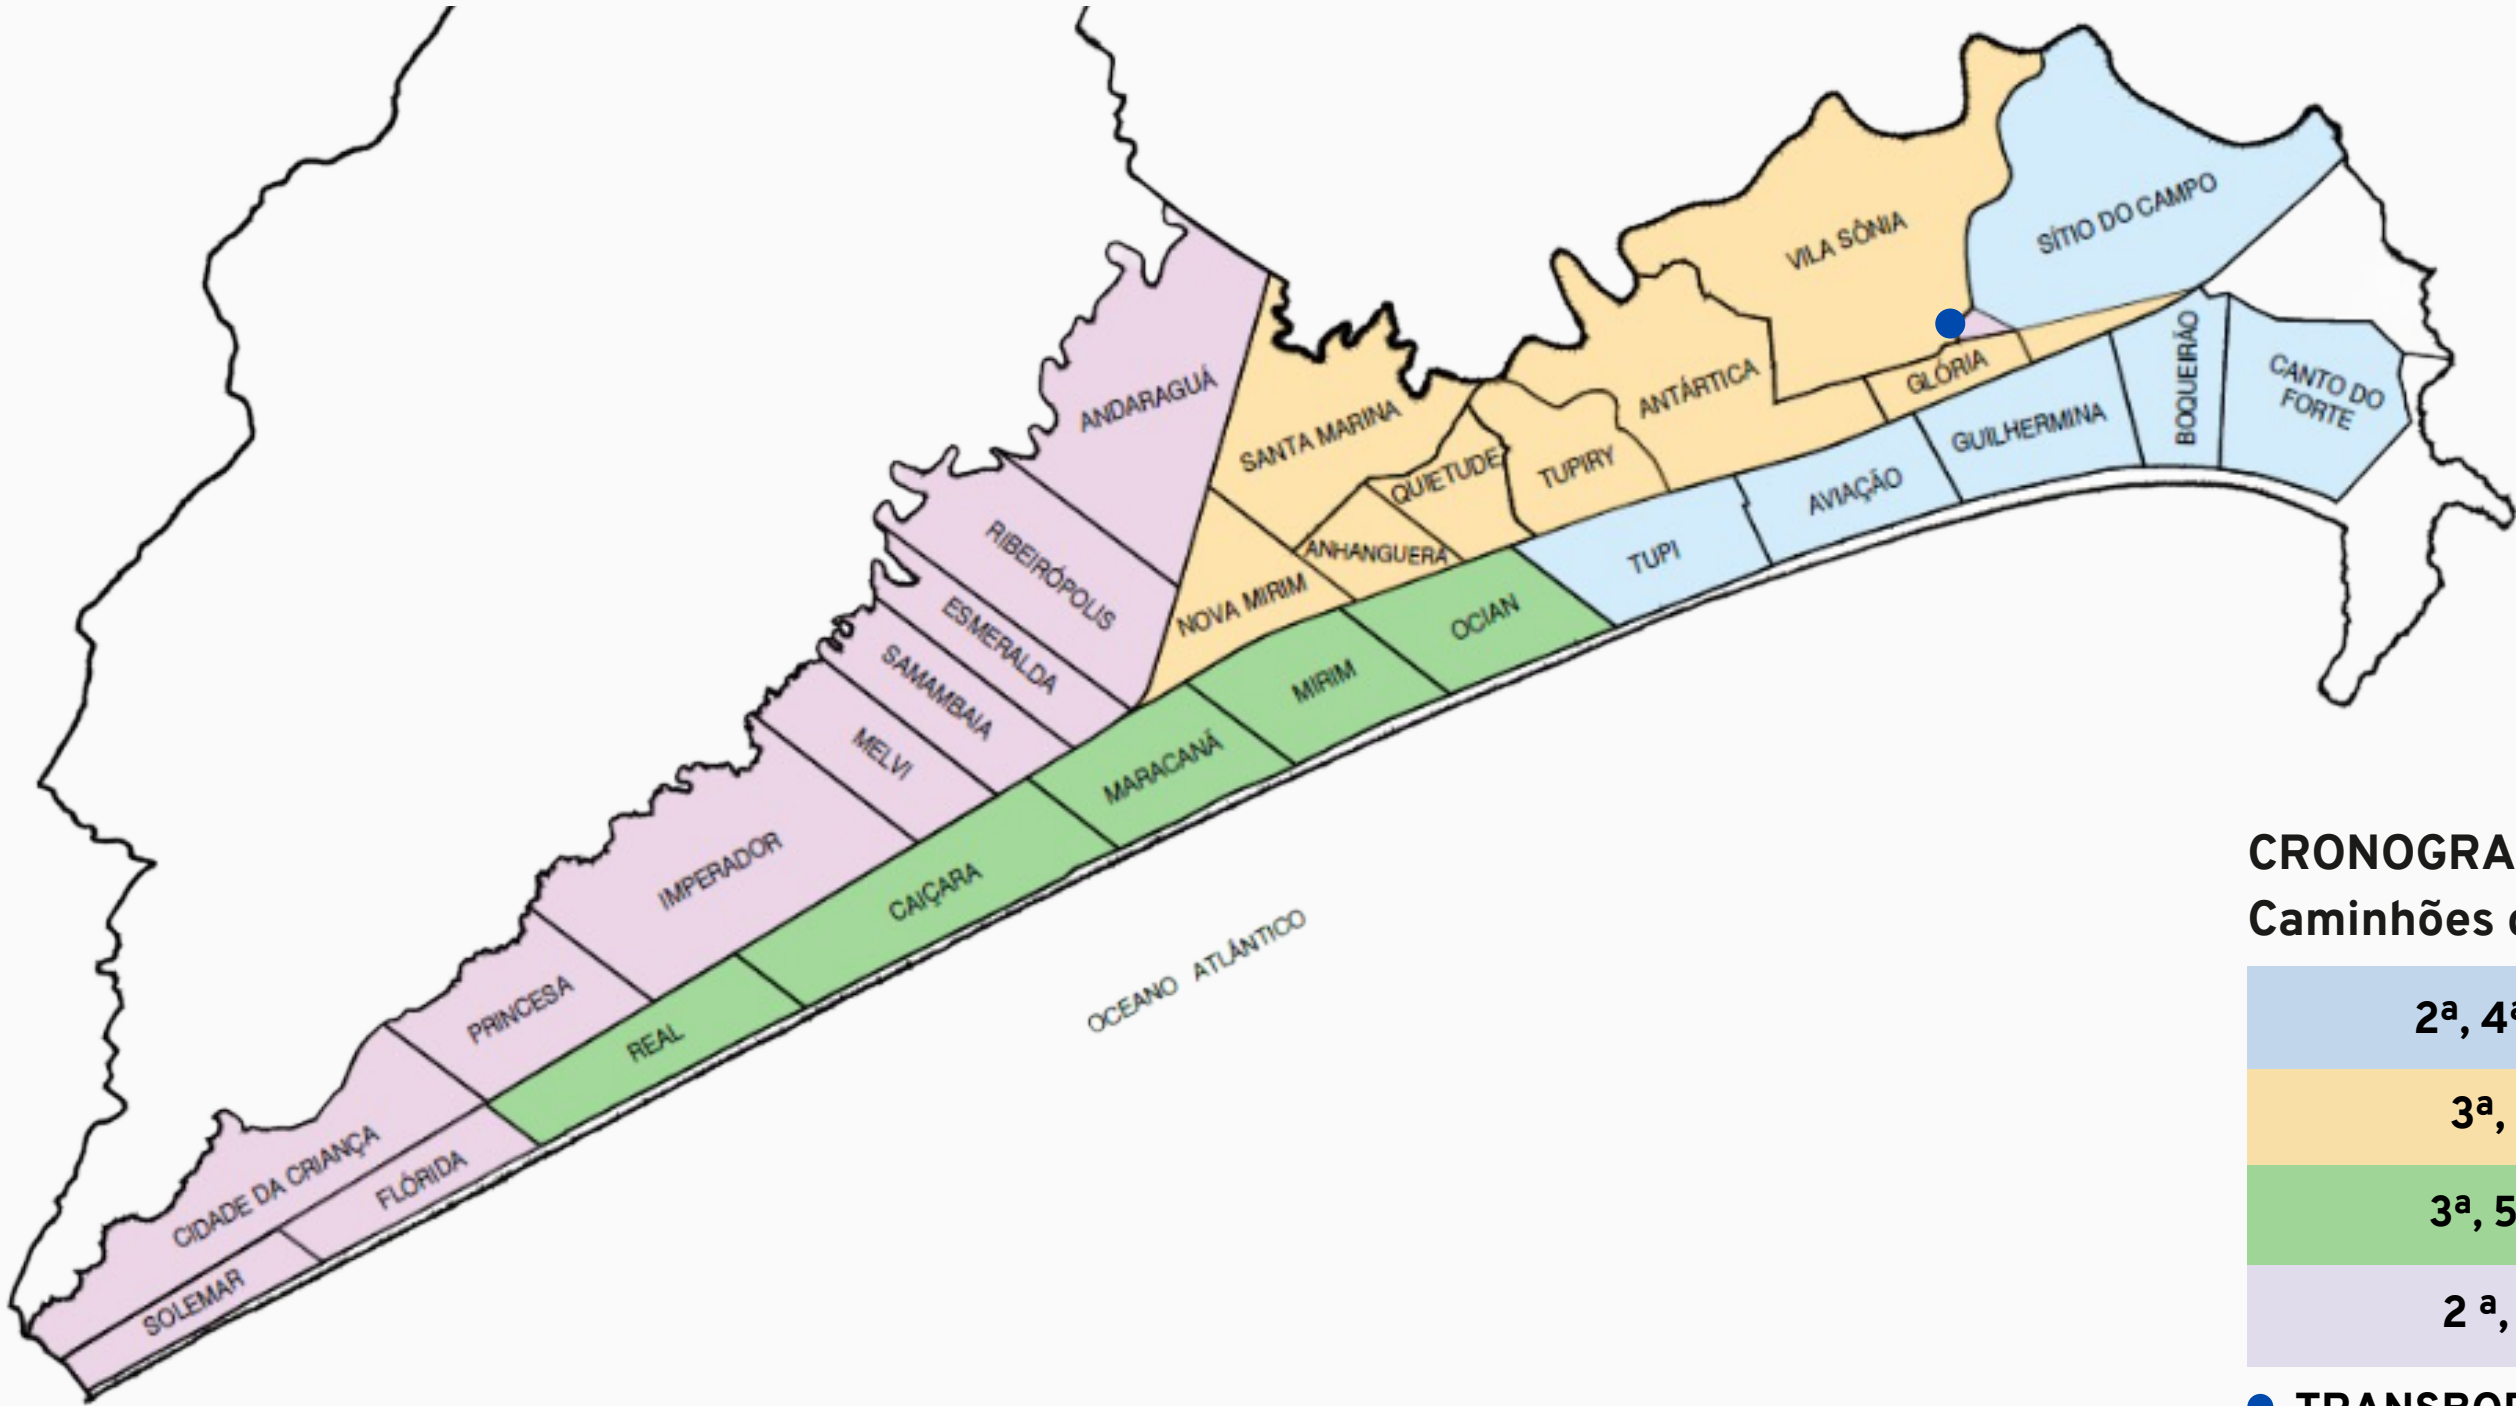 VILA SÔNIA
SÍTIO DO CAMPO
ANDARAGUÁ
SANTA MARINA
ANTÁRTICA
GLÓRIA
BOQUEIRÃO
CANTO DO
FORTE
QUIETUDE
TUPIRY
GUILHERMINA
AVIAÇÃO
RIBEIRÓPOLIS
ANHANGUERA
TUPI
NOVA MIRIM
OCIAN
ESMERALDA
SAMAMBAIA
MIRIM
MELVI
MARACANÃ
IMPERADOR
CAIÇARA
OCEANO ATLÂNTICO
PRINCESA
REAL
CIDADE DA CRIANÇA
FLÓRIDA
SOLEMAR
CRONOGRA
Caminhões
2ª, 4ª
3ª,
3ª, 5
2 ª,